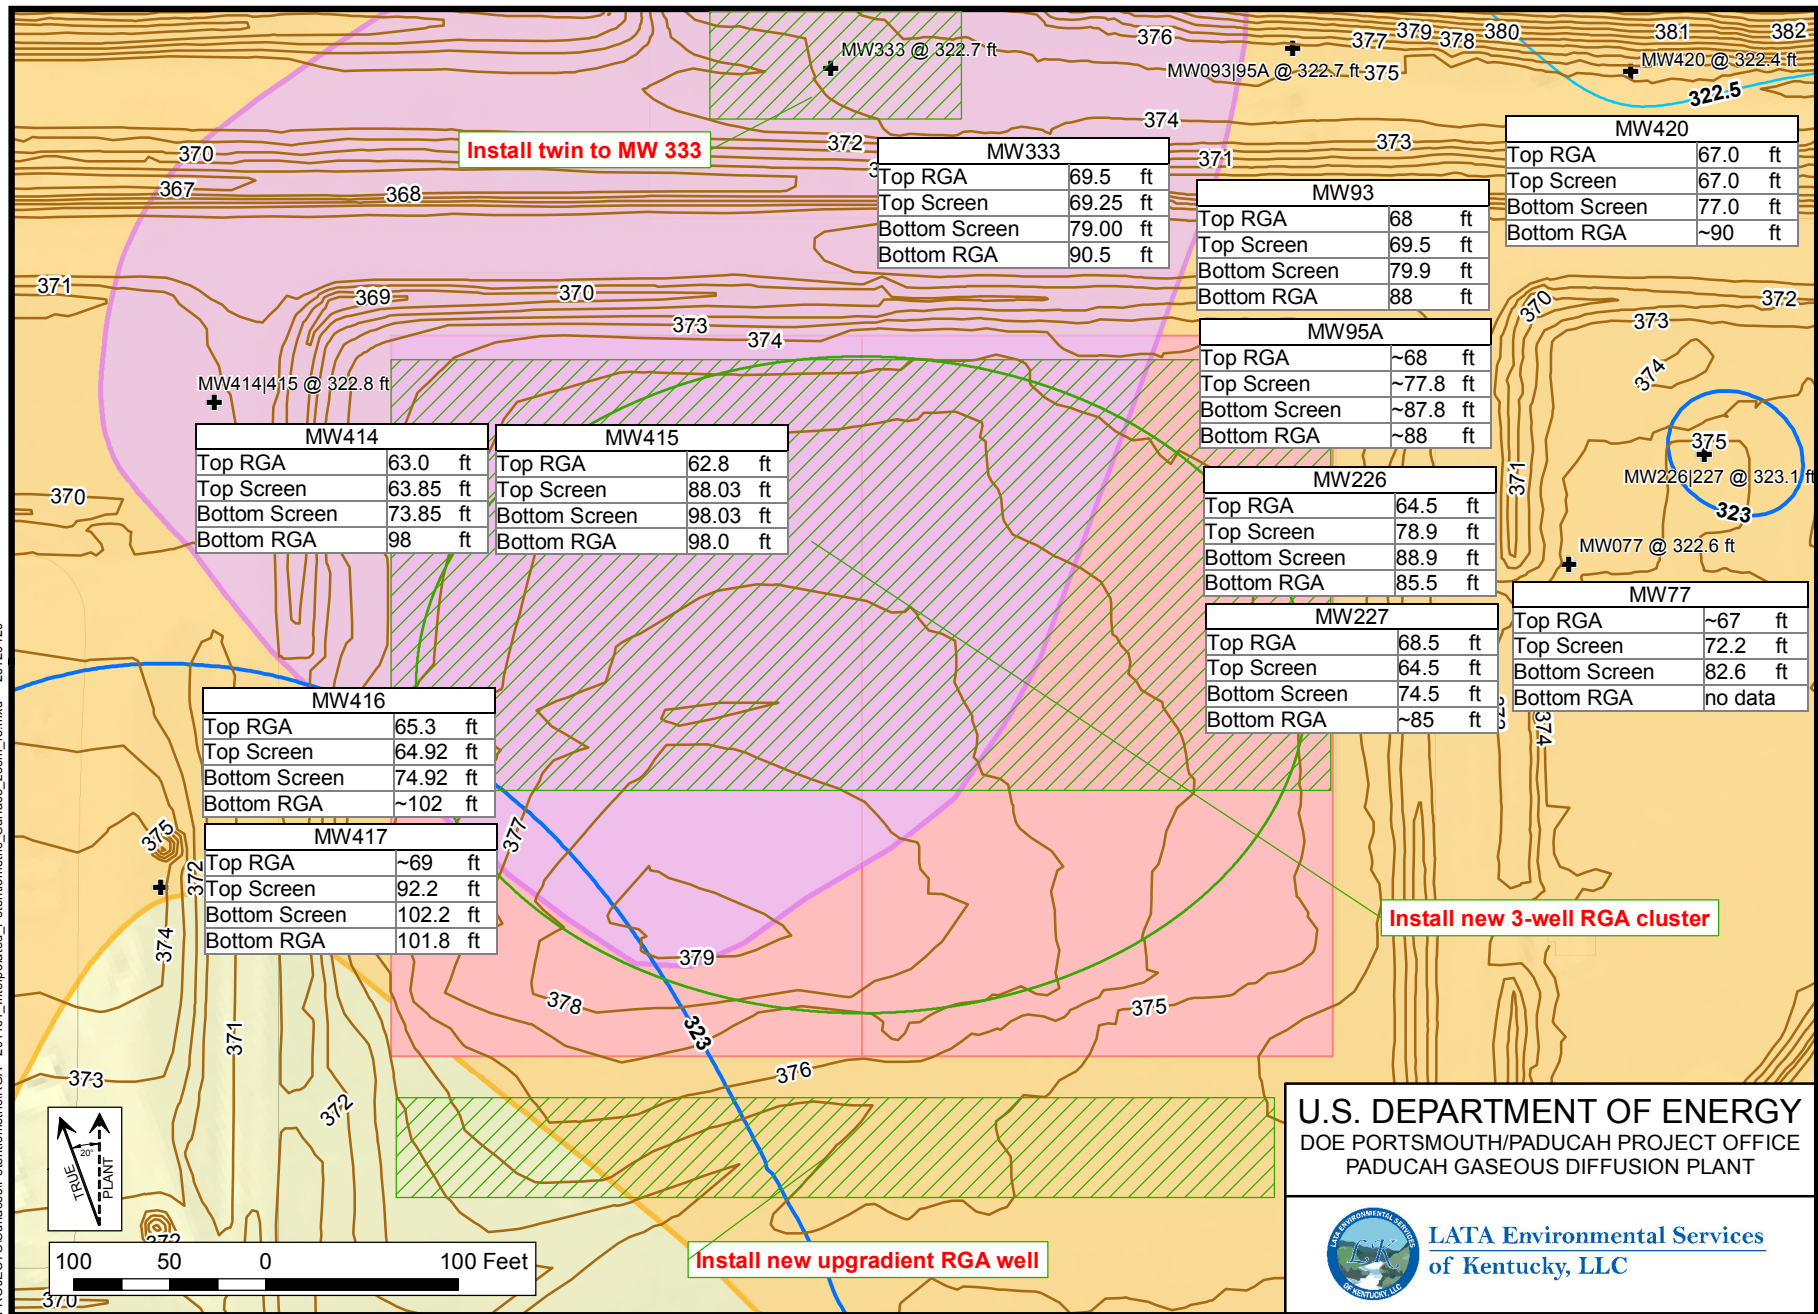 376
377
379
378
380
381
382
MW333 @ 322.7 ft
MW093|95A @ 322.7 ft
375
MW420 @ 322.4 ft
322.5
374
372
373
371
370
367
368
Install twin to MW 333
MW333
Top RGA 69.5 ft
Top Screen 69.25 ft
Bottom Screen 79.00 ft
Bottom RGA 90.5 ft
MW420
Top RGA 67.0 ft
Top Screen 67.0 ft
Bottom Screen 77.0 ft
Bottom RGA ~90 ft
MW93
Top RGA 68 ft
Top Screen 69.5 ft
Bottom Screen 79.9 ft
Bottom RGA 88 ft
371
369
370
373
374
370
372
373
374
MW95A
Top RGA ~68 ft
Top Screen ~77.8 ft
Bottom Screen ~87.8 ft
Bottom RGA ~88 ft
MW414|415 @ 322.8 ft
MW414
Top RGA 63.0 ft
Top Screen 63.85 ft
Bottom Screen 73.85 ft
Bottom RGA 98 ft
MW415
Top RGA 62.8 ft
Top Screen 88.03 ft
Bottom Screen 98.03 ft
Bottom RGA 98.0 ft
375
MW226|227 @ 323.1 ft
323
371
370
MW226
Top RGA 64.5 ft
Top Screen 78.9 ft
Bottom Screen 88.9 ft
Bottom RGA 85.5 ft
MW077 @ 322.6 ft
MW227
Top RGA 68.5 ft
Top Screen 64.5 ft
Bottom Screen 74.5 ft
Bottom RGA ~85 ft
MW77
Top RGA ~67 ft
Top Screen 72.2 ft
Bottom Screen 82.6 ft
Bottom RGA no data
374
MW416
Top RGA 65.3 ft
Top Screen 64.92 ft
Bottom Screen 74.92 ft
Bottom RGA ~102 ft
MW417
Top RGA ~69 ft
Top Screen 92.2 ft
Bottom Screen 102.2 ft
Bottom RGA 101.8 ft
375
372
377
374
379
378
375
323
371
376
373
372
Install new 3-well RGA cluster
Install new upgradient RGA well
TRUE
20°
PLANT
372
100 50 0 100 Feet
370
U.S. DEPARTMENT OF ENERGY
DOE PORTSMOUTH/PADUCAH PROJECT OFFICE
PADUCAH GASEOUS DIFFUSION PLANT
LATA ENVIRONMENTAL SERVICES
LK
OF KENTUCKY, LLC
LATA Environmental Services
of Kentucky, LLC